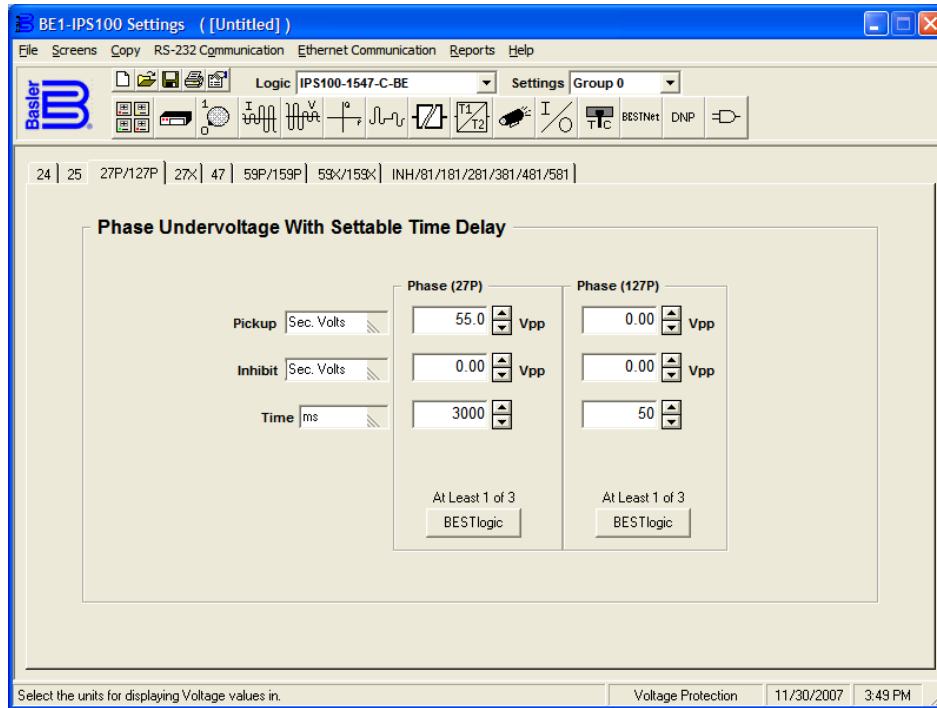 BE1-IPS100 Settings ( [Untitled] )
File Screens Copy RS-232 Communication Ethernet Communication Reports Help
Basler
Logic IPS100-1547-C-BE Settings Group 0
BESTNet DNP
24 25 27P/127P 27X 47 59P/159P 59X/159X INH/81/181/281/381/481/581
Phase Undervoltage With Settable Time Delay
Phase (27P) Phase (127P)
Pickup Sec. Volts 55.0 Vpp 0.00 Vpp
Inhibit Sec. Volts 0.00 Vpp 0.00 Vpp
Time ms 3000 50
At Least 1 of 3 At Least 1 of 3
BESTlogic BESTlogic
Select the units for displaying Voltage values in. Voltage Protection 11/30/2007 3:49 PM